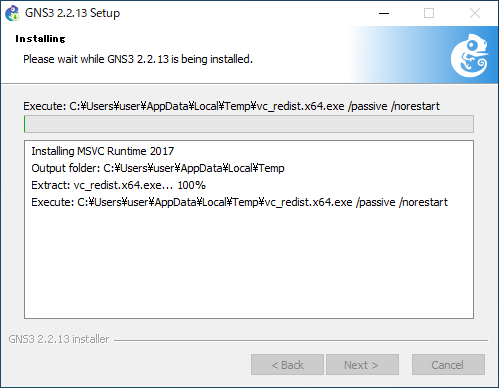 GNS3 2.2.13 Setup
Installing
Please wait while GNS3 2.2.13 is being installed.
Execute: C:¥Users¥user¥AppData¥Local¥Temp¥vc_redist.x64.exe /passive /norestart
Installing MSVC Runtime 2017
Output folder: C:¥Users¥user¥AppData¥Local¥Temp
Extract: vc_redist.x64.exe... 100%
Execute: C:¥Users¥user¥AppData¥Local¥Temp¥vc_redist.x64.exe /passive /norestart
GNS3 2.2.13 installer
< Back Next > Cancel